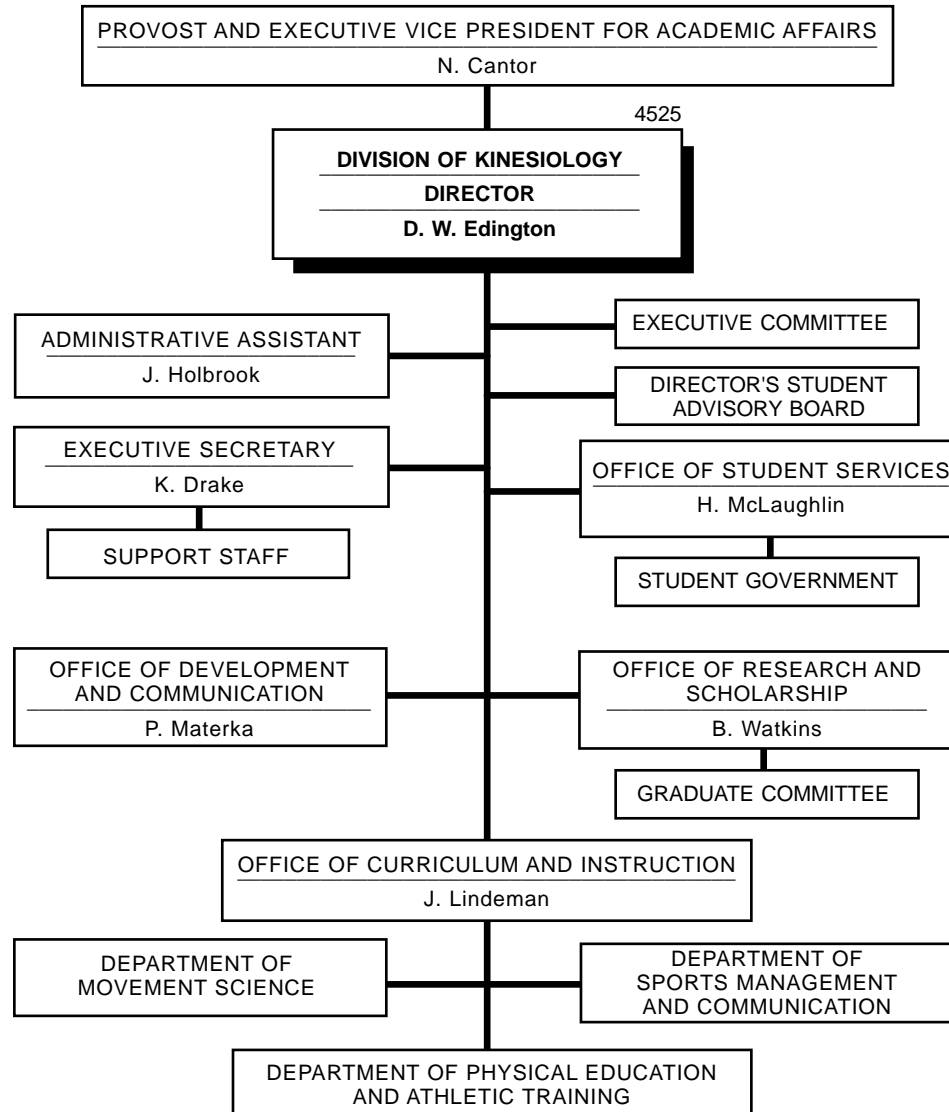 PROVOST AND EXECUTIVE VICE PRESIDENT FOR ACADEMIC AFFAIRS
N. Cantor
4525
DIVISION OF KINESIOLOGY
DIRECTOR
D. W. Edington
EXECUTIVE COMMITTEE
ADMINISTRATIVE ASSISTANT
J. Holbrook
DIRECTOR'S STUDENT
ADVISORY BOARD
EXECUTIVE SECRETARY
K. Drake
OFFICE OF STUDENT SERVICES
H. McLaughlin
SUPPORT STAFF
STUDENT GOVERNMENT
OFFICE OF DEVELOPMENT
AND COMMUNICATION
P. Materka
OFFICE OF RESEARCH AND
SCHOLARSHIP
B. Watkins
GRADUATE COMMITTEE
OFFICE OF CURRICULUM AND INSTRUCTION
J. Lindeman
DEPARTMENT OF
MOVEMENT SCIENCE
DEPARTMENT OF
SPORTS MANAGEMENT
AND COMMUNICATION
DEPARTMENT OF PHYSICAL EDUCATION
AND ATHLETIC TRAINING